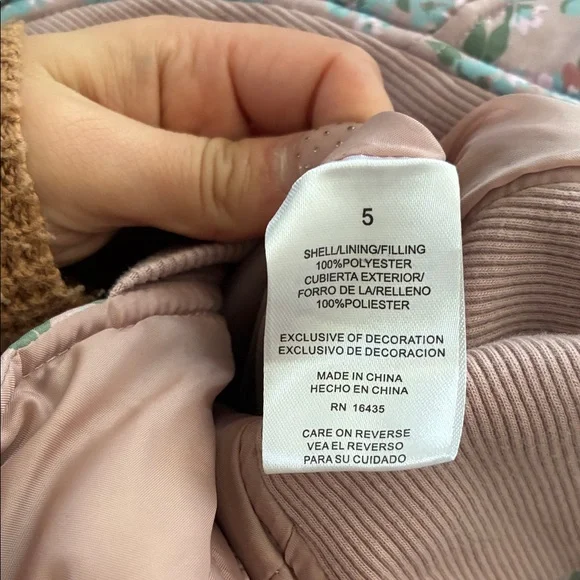 5
SHELL/LINING/FILLING
100%POLYESTER
CUBIERTA EXTERIOR/
FORRO DE LA/RELLENO
100%POLIESTER
EXCLUSIVE OF DECORATION
EXCLUSIVO DE DECORACION
MADE IN CHINA
HECHO EN CHINA
RN 16435
CARE ON REVERSE
VEA EL REVERSO
PARA SU CUIDADO